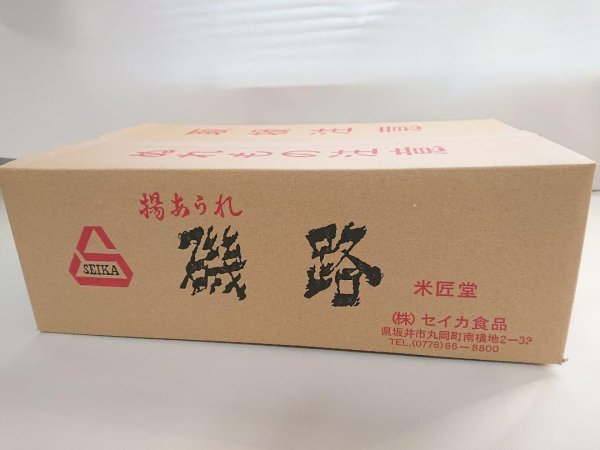 揚あられ
SEIKA
磯路
米匠堂
(株)セイカ食品
県坂井市丸岡町南横地2-33
TEL.(0776)66-8800